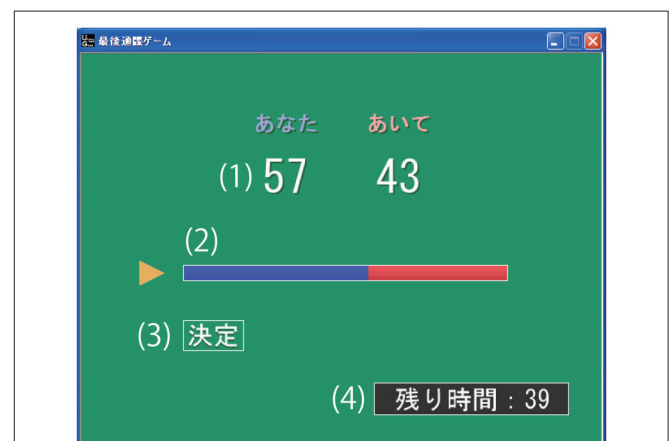 最後通牒ゲーム
あなた あいて
(1) 57 43
(2)
(3) 決定
(4) 残り時間：39